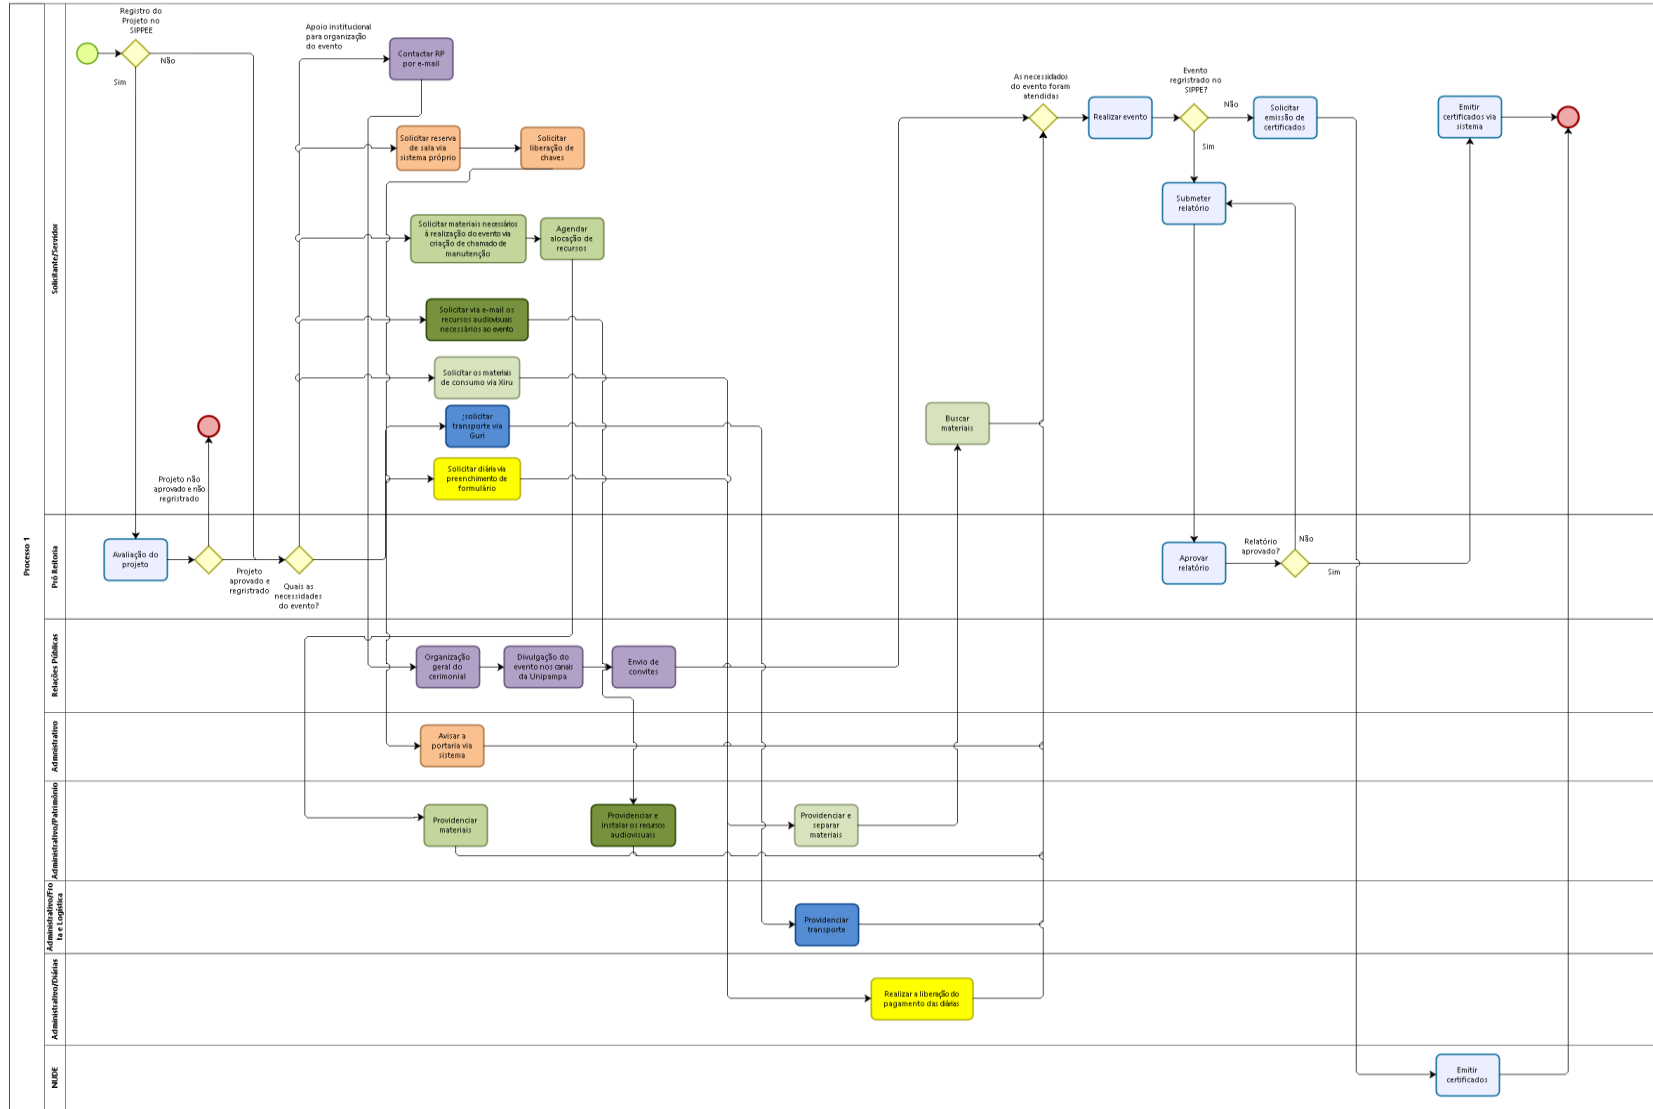 Processo 1
Solicitante/Servidor
Registro do
Projeto no
SIPPEE
Não
Sim
Apoio institucional
para organização
do evento
Contactar RP
por e-mail
Solicitar reserva
de sala via
sistema próprio
Solicitar
liberação de
chaves
Solicitar materiais necessários
à realização do evento via
criação de chamado de
manutenção
Agendar
alocação de
recursos
Solicitar via e-mail os
recursos audiovisuais
necessários ao evento
Solicitar os materiais
de consumo via Xiru
;solicitar
transporte via
Guri
Solicitar diária via
preenchimento de
formulário
Projeto não
aprovado e não
regristrado
Buscar
materiais
As necessidados
do evento foram
atendidas
Realizar evento
Evento
regristrado no
SIPPE?
Não
Sim
Solicitar
emissão de
certificados
Submeter
relatório
Emitir
certificados via
sistema
Pró Reitoria
Avaliação do
projeto
Projeto
aprovado e
regristrado
Quais as
necessidades
do evento?
Aprovar
relatório
Relatório
aprovado?
Não
Sim
Relações Públicas
Organização
geral do
cerimonial
Divulgação do
evento nos canais
da Unipampa
Envio de
convites
Administrativo
Avisar a
portaria via
sistema
Administrativo/Patrimônio
Providenciar
materiais
Providenciar e
instalar os recursos
audiovisuais
Providenciar e
separar
materiais
Administrativo/Fro
ta e Logística
Providenciar
transporte
Administrativo/Diárias
Realizar a liberação do
pagamento das diárias
NUDE
Emitir
certificados